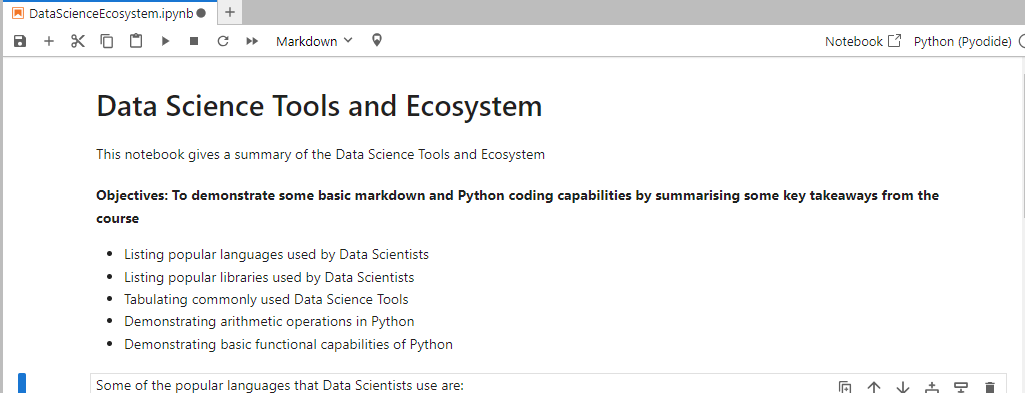 DataScienceEcosystem.ipynb
Markdown
Notebook Python (Pyodide)
Data Science Tools and Ecosystem
This notebook gives a summary of the Data Science Tools and Ecosystem
Objectives: To demonstrate some basic markdown and Python coding capabilities by summarising some key takeaways from the
course
Listing popular languages used by Data Scientists
Listing popular libraries used by Data Scientists
Tabulating commonly used Data Science Tools
Demonstrating arithmetic operations in Python
Demonstrating basic functional capabilities of Python
Some of the popular languages that Data Scientists use are: